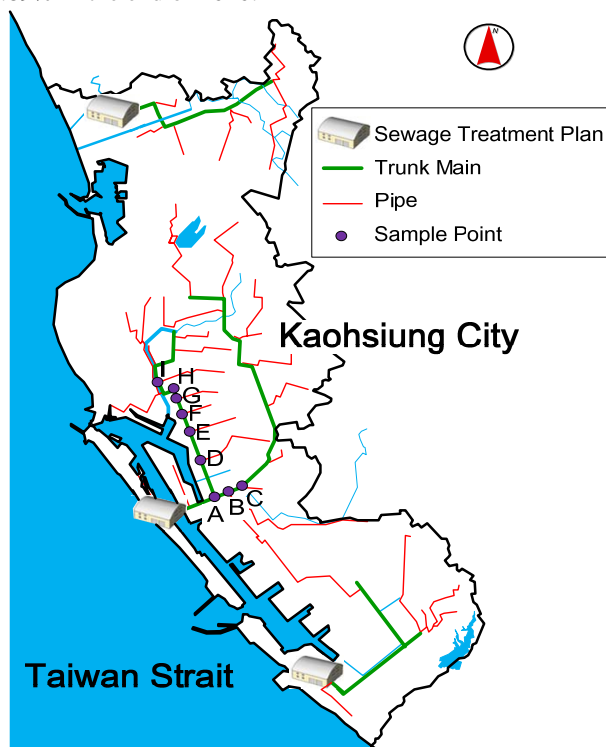 N
Sewage Treatment Plan
Trunk Main
Pipe
Sample Point
Kaohsiung City
I
H
G
F
E
D
C
B
A
Taiwan Strait